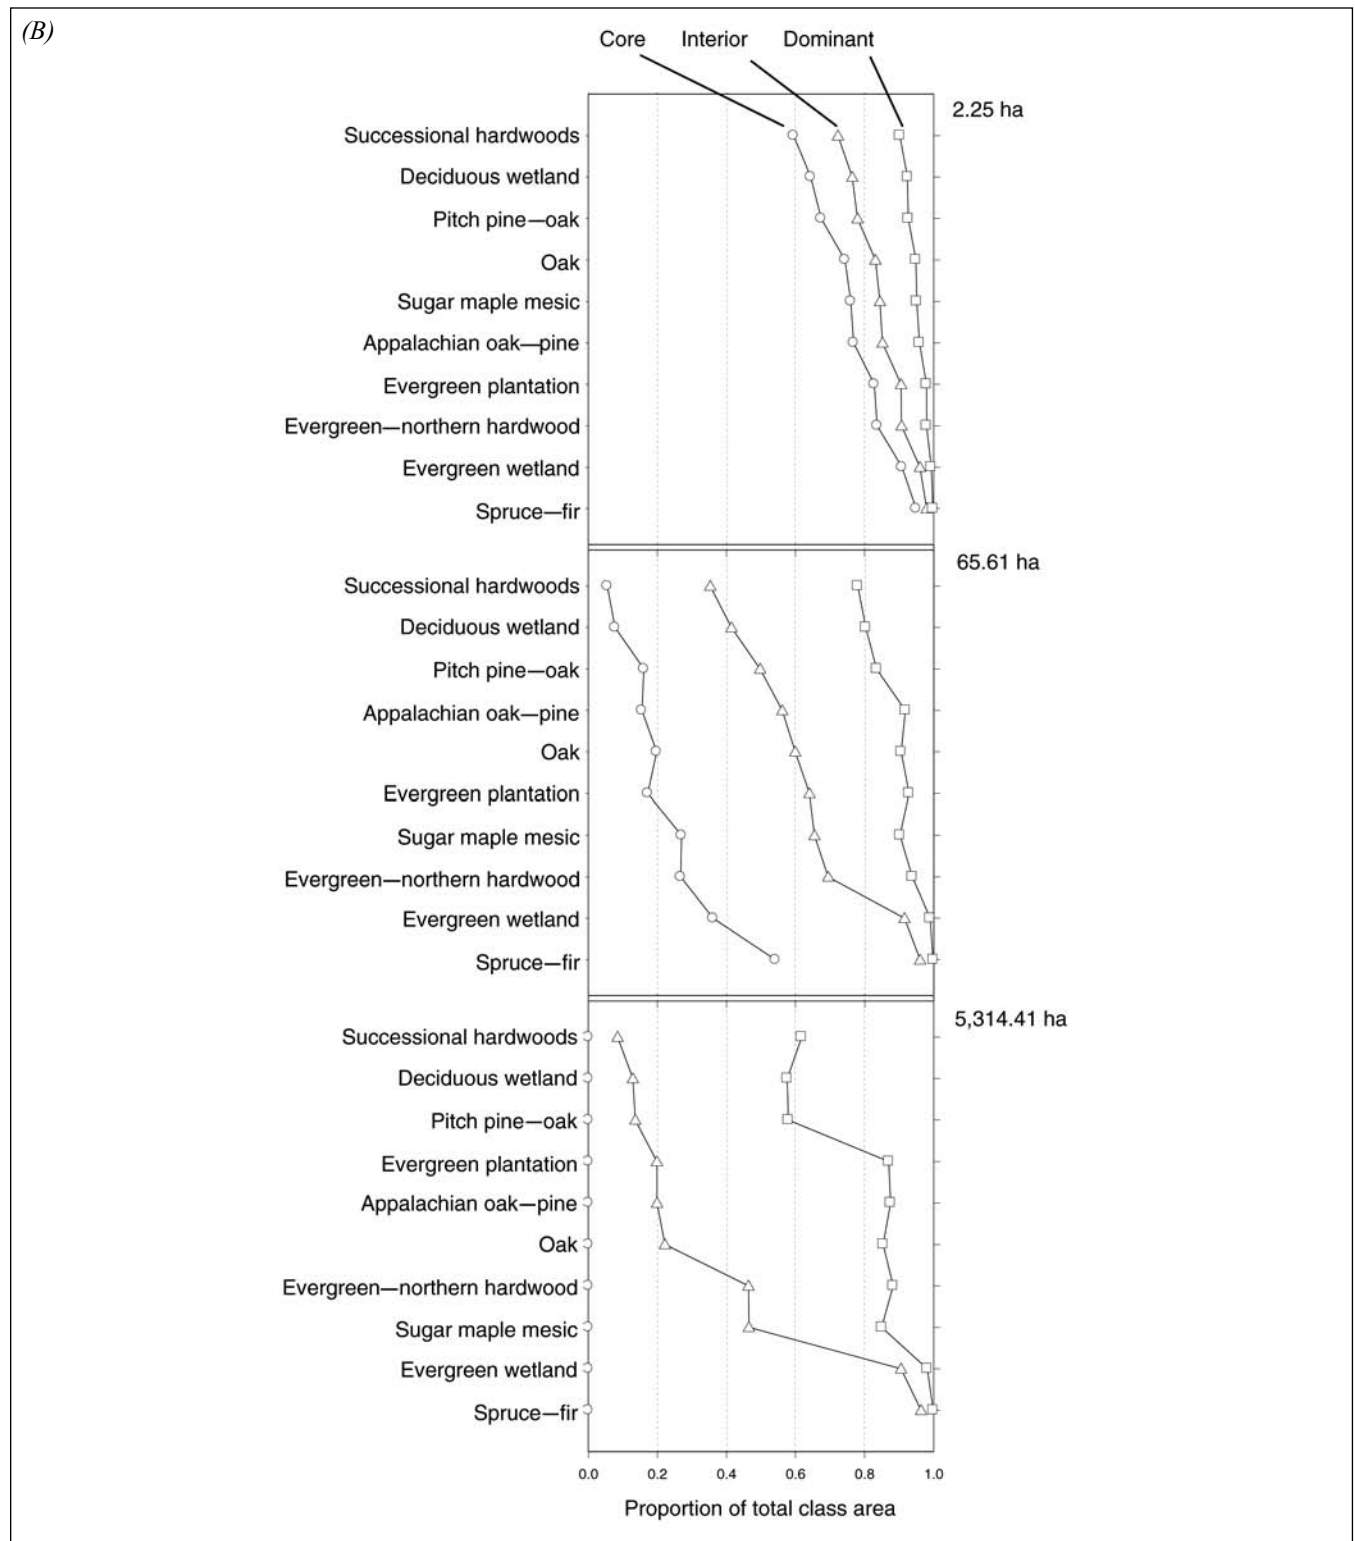 (B)
Core Interior Dominant
2.25 ha
Successional hardwoods
Deciduous wetland
Pitch pine—oak
Oak
Sugar maple mesic
Appalachian oak—pine
Evergreen plantation
Evergreen—northern hardwood
Evergreen wetland
Spruce—fir
65.61 ha
Successional hardwoods
Deciduous wetland
Pitch pine—oak
Appalachian oak—pine
Oak
Evergreen plantation
Sugar maple mesic
Evergreen—northern hardwood
Evergreen wetland
Spruce—fir
5,314.41 ha
Successional hardwoods
Deciduous wetland
Pitch pine—oak
Evergreen plantation
Appalachian oak—pine
Oak
Evergreen—northern hardwood
Sugar maple mesic
Evergreen wetland
Spruce—fir
0.0 0.2 0.4 0.6 0.8 1.0
Proportion of total class area